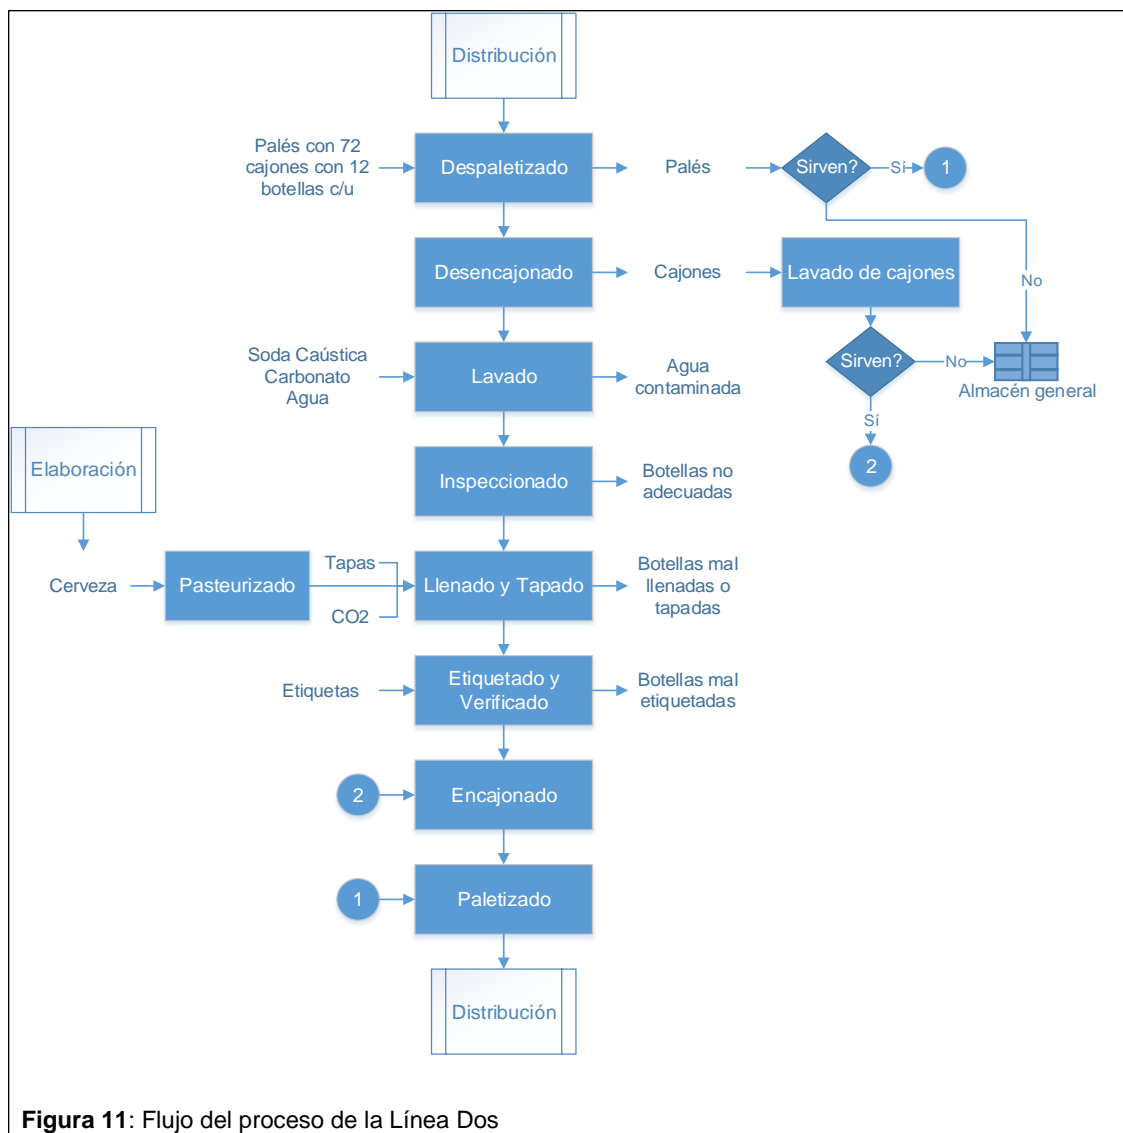 Distribución
Palés con 72
cajones con 12
botellas c/u
Despaletizado
Palés
Sirven?
Sí
1
Desencajonado
Cajones
Lavado de cajones
No
Soda Caústica
Carbonato
Agua
Lavado
Agua
contaminada
Sirven?
No
Almacén general
Sí
2
Elaboración
Inspeccionado
Botellas no
adecuadas
Cerveza
Pasteurizado
Tapas
CO2
Llenado y Tapado
Botellas mal
llenadas o
tapadas
Etiquetas
Etiquetado y
Verificado
Botellas mal
etiquetadas
2
Encajonado
1
Paletizado
Distribución
Figura 11: Flujo del proceso de la Línea Dos